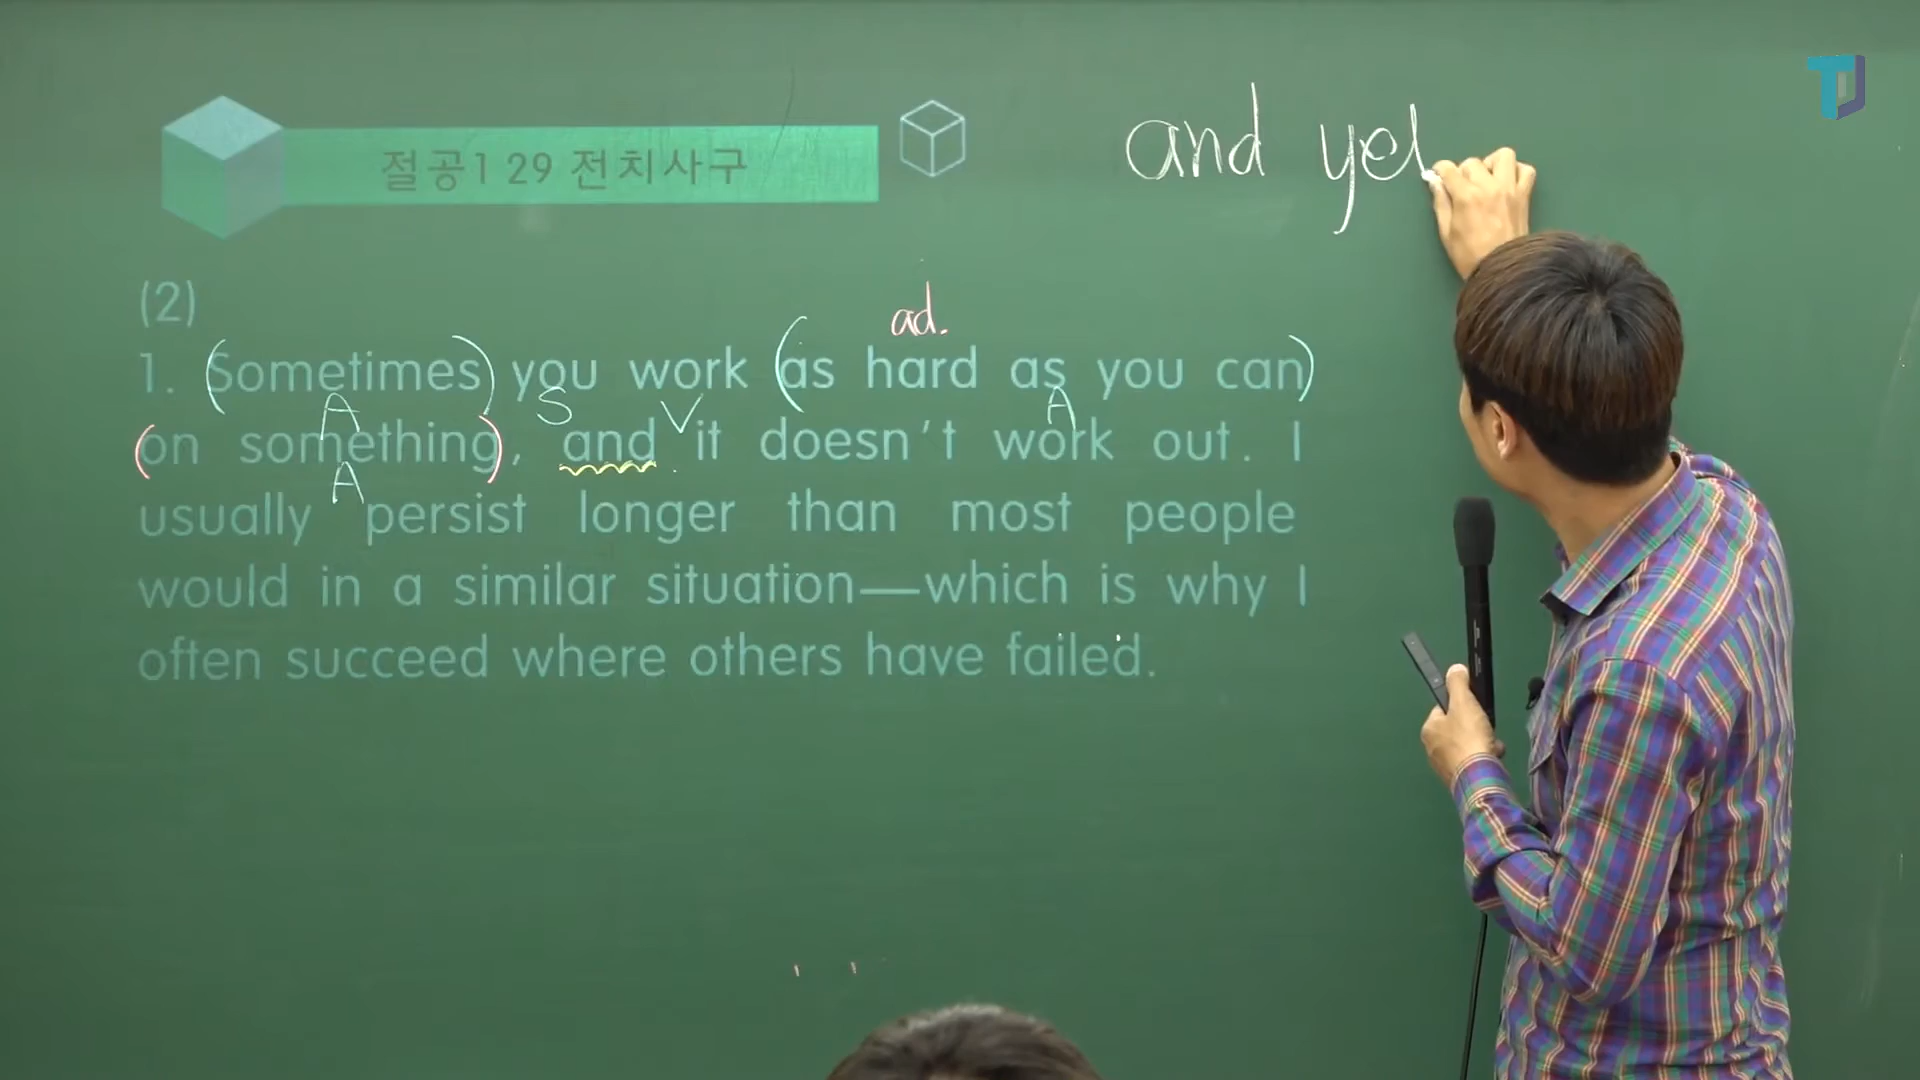 절공1 29 전치사구
and yet
(2)
ad.
1. (Sometimes) you work (as hard as you can)
A S V A
(on something), and it doesn't work out. I
A
usually persist longer than most people
would in a similar situation—which is why I
often succeed where others have failed.